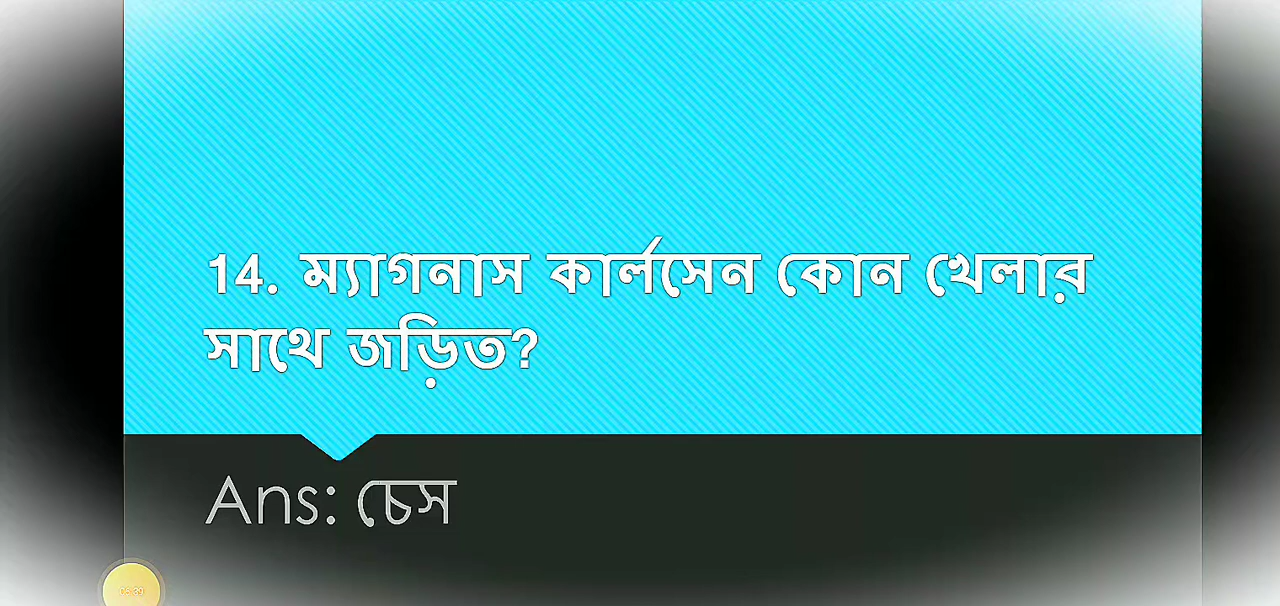 14. ম্যাগনাস কার্লসেন কোন খেলার
সাথে জড়িত?
Ans: চেস